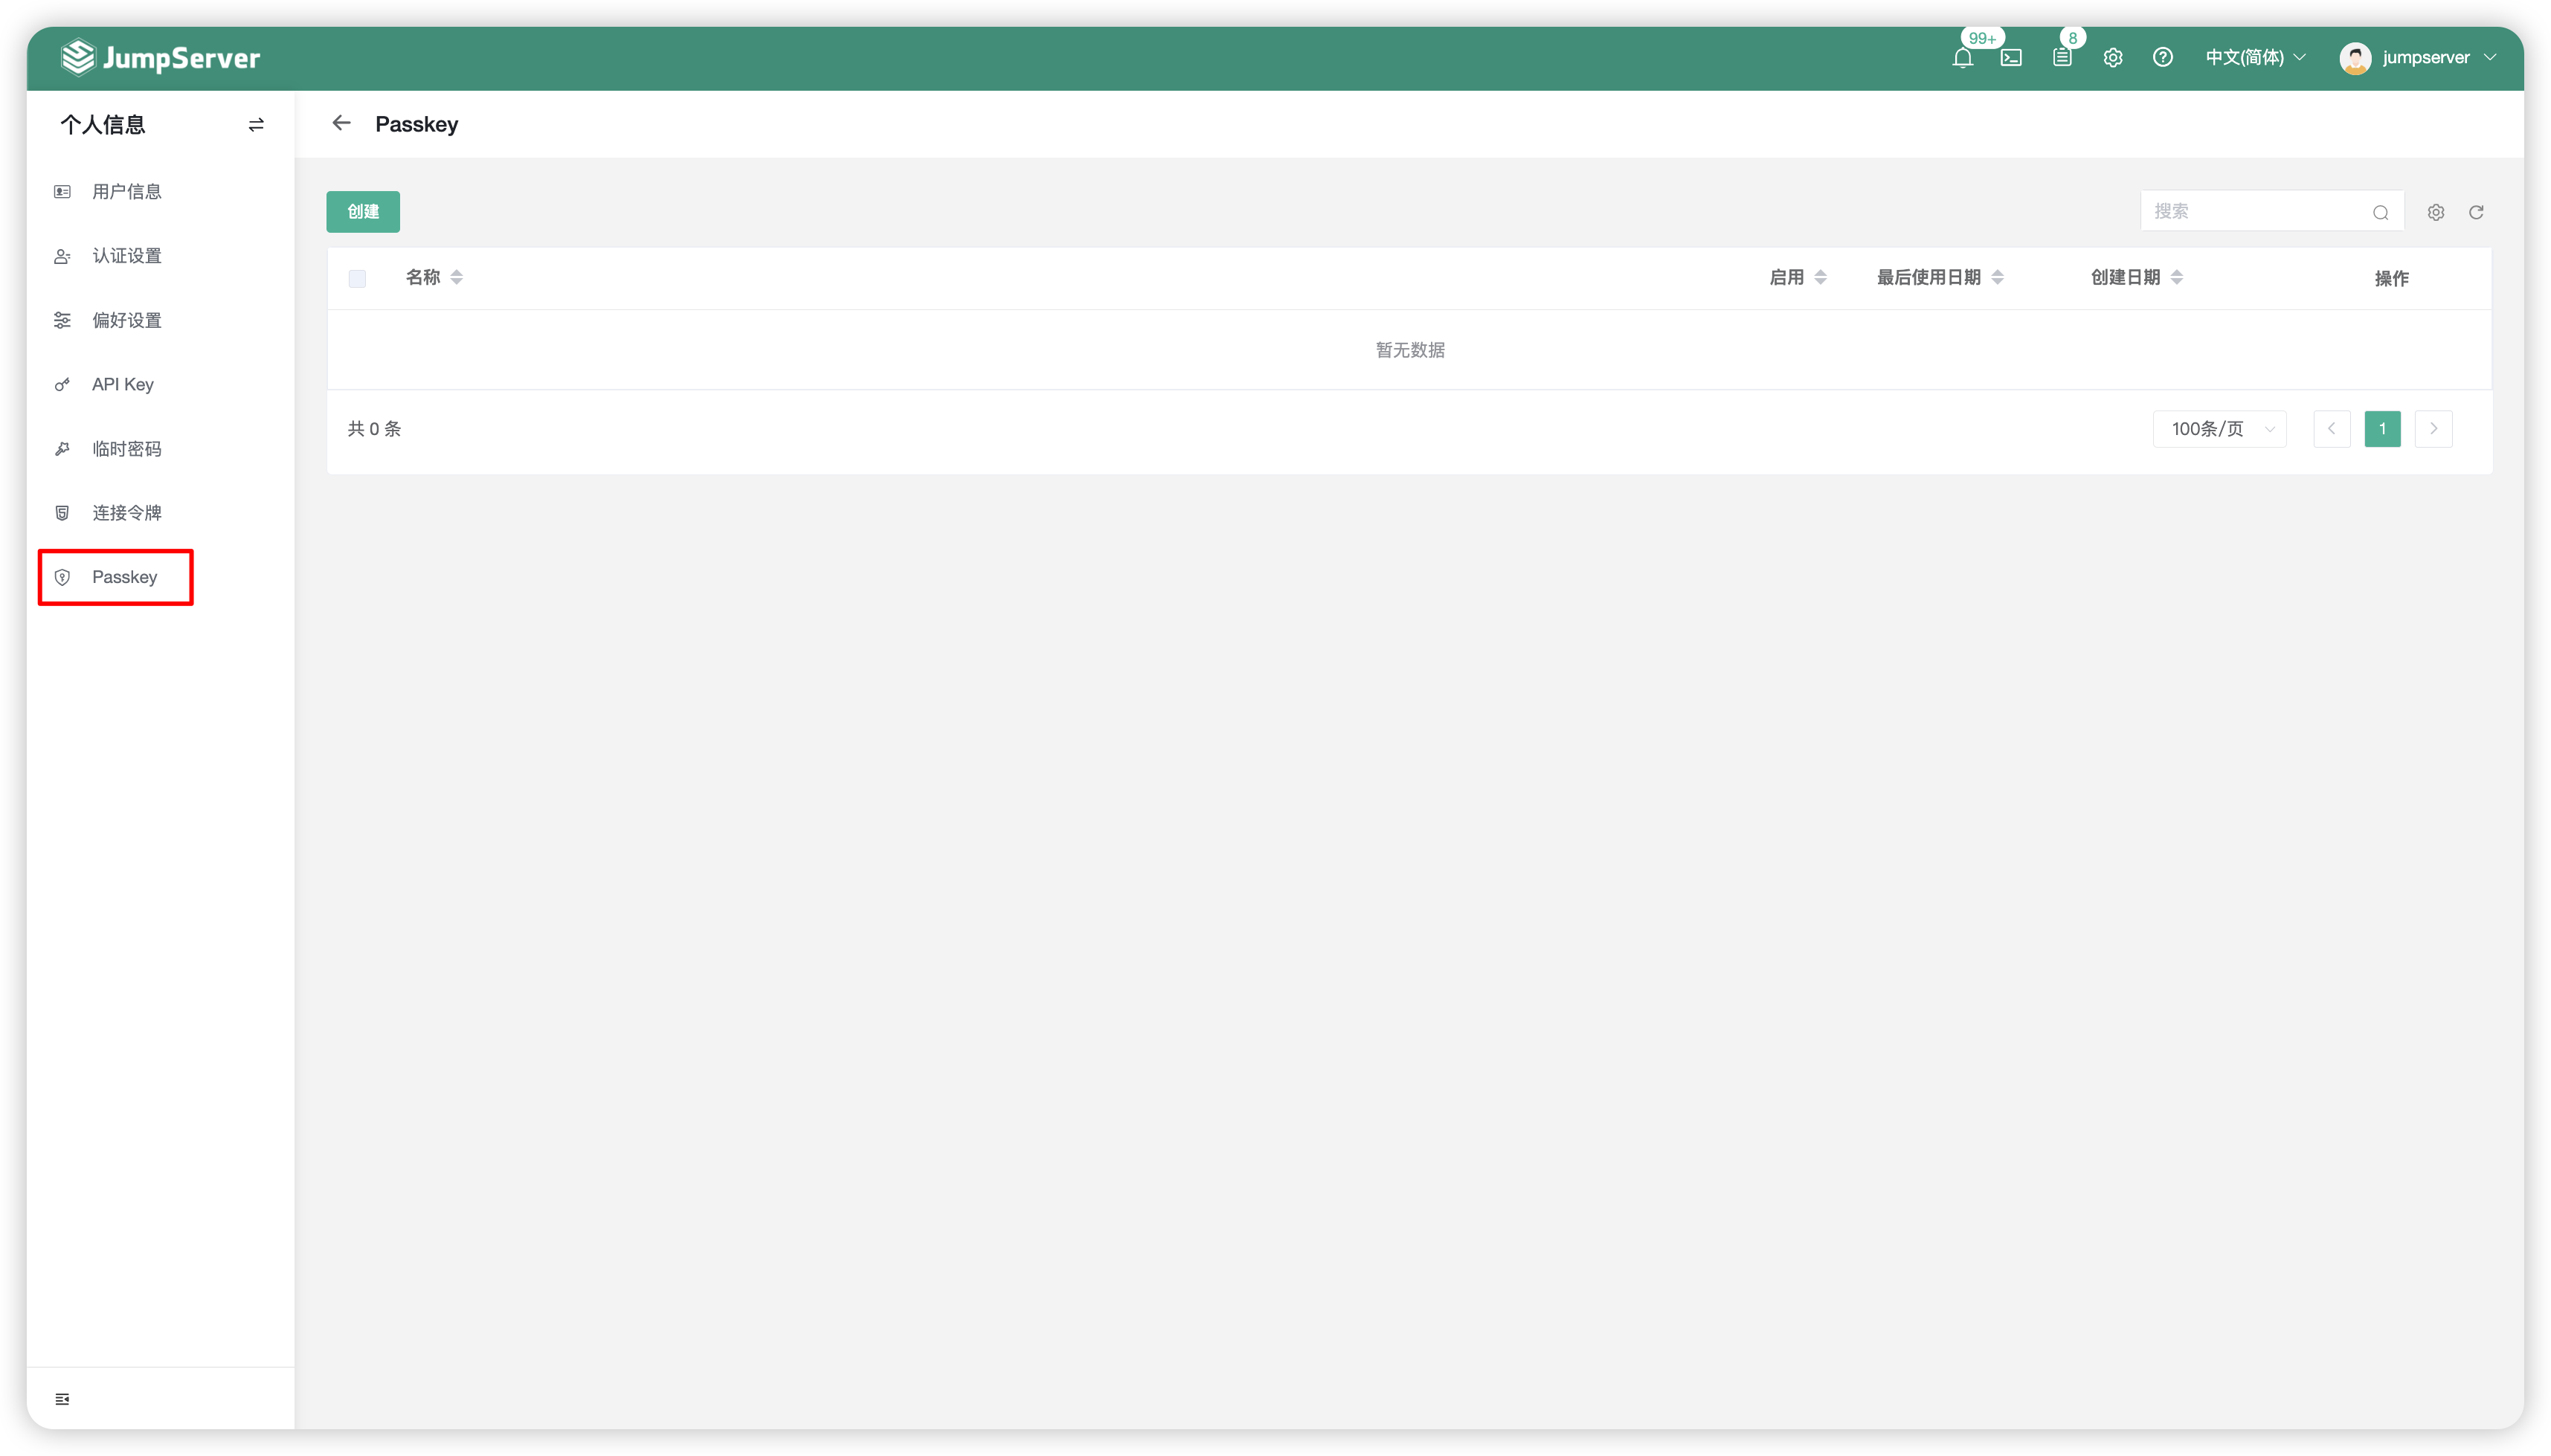 JumpServer
99+
8
中文(简体)
jumpserver
个人信息
Passkey
用户信息
认证设置
偏好设置
API Key
临时密码
连接令牌
Passkey
创建
搜索
名称
启用
最后使用日期
创建日期
操作
暂无数据
共 0 条
100条/页
1